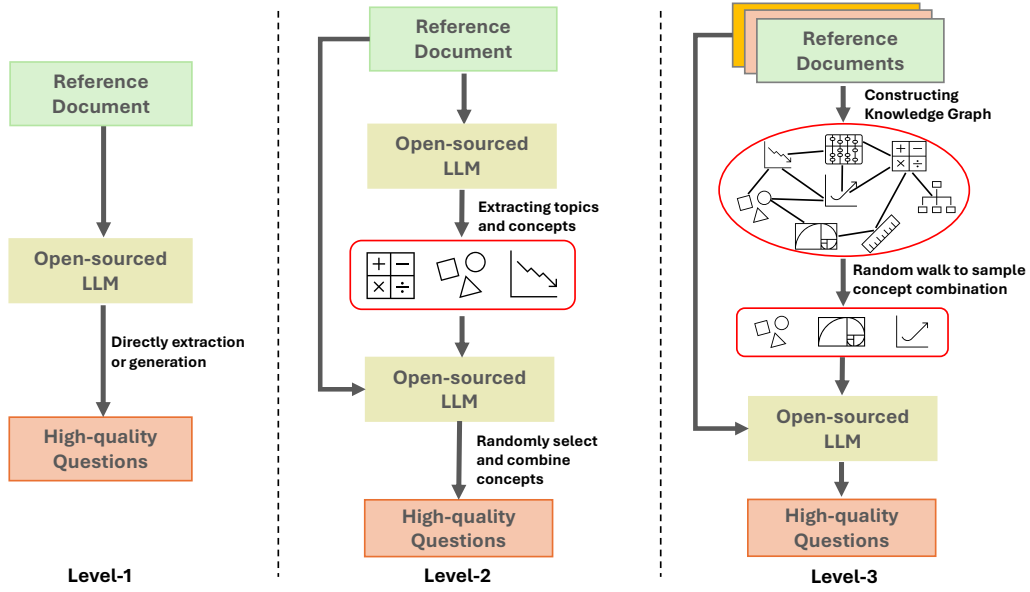 Reference
Document
Open-sourced
LLM
Directly extraction
or generation
High-quality
Questions
Level-1
Reference
Document
Open-sourced
LLM
Extracting topics
and concepts
Open-sourced
LLM
Randomly select
and combine
concepts
High-quality
Questions
Level-2
Reference
Documents
Constructing
Knowledge Graph
Random walk to sample
concept combination
Open-sourced
LLM
High-quality
Questions
Level-3